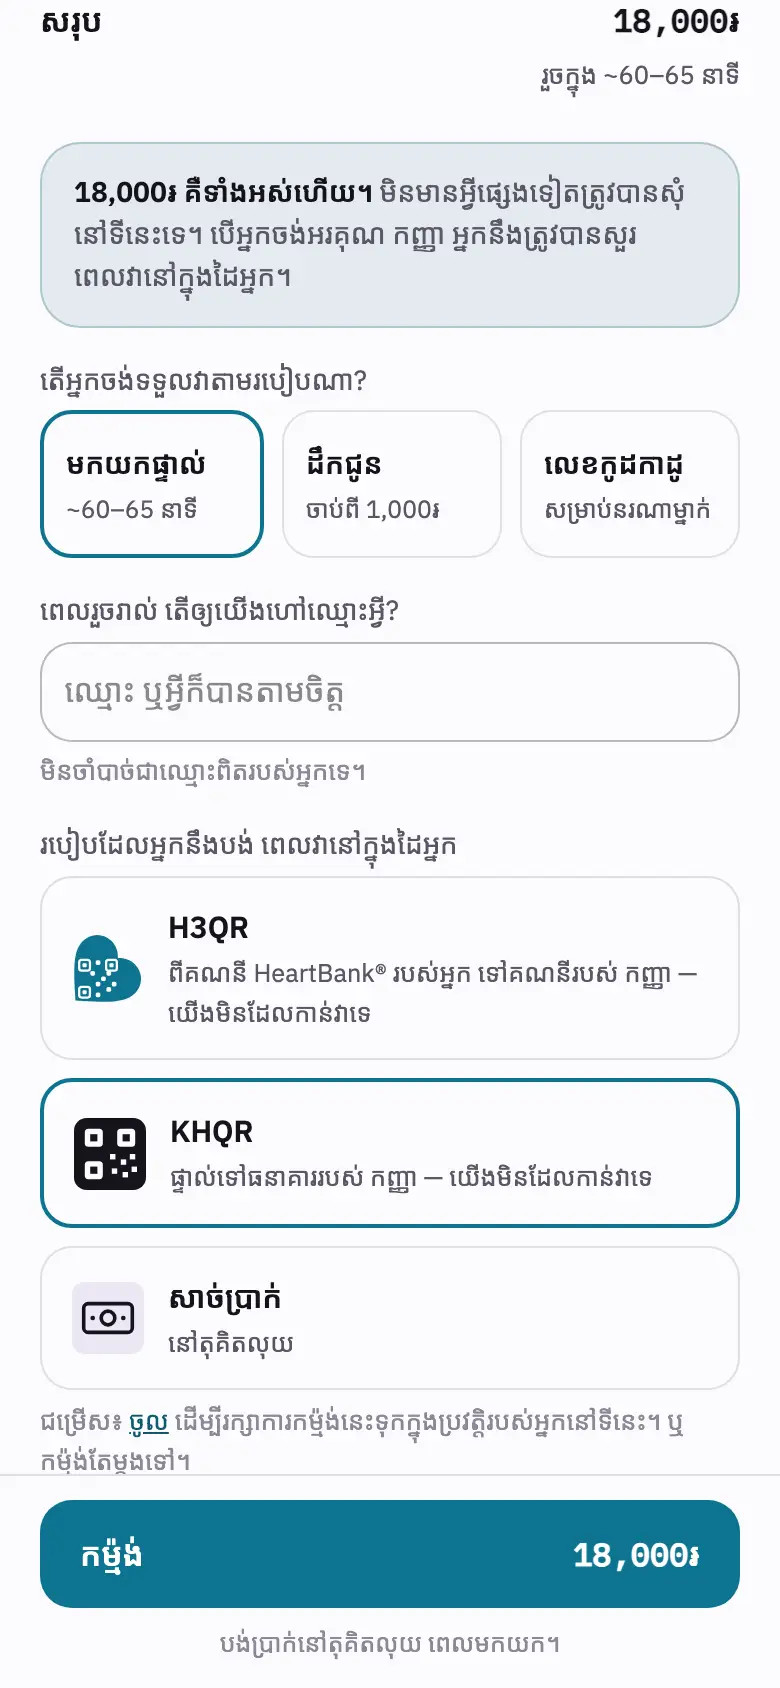 សរុប 18,000៛
រួចក្នុង ~60–65 នាទី
18,000៛ គឺទាំងអស់ហើយ។ មិនមានអ្វីផ្សេងទៀតត្រូវបានសុំ
នៅទីនេះទេ។ បើអ្នកចង់អរគុណ កញ្ញា អ្នកនឹងត្រូវបានសួរ
ពេលវានៅក្នុងដៃអ្នក។
តើអ្នកចង់ទទួលវាតាមរបៀបណា?
មកយកផ្ទាល់
~60–65 នាទី
ដឹកជូន
ចាប់ពី 1,000៛
លេខកូដកាដូ
សម្រាប់នរណាម្នាក់
ពេលរួចរាល់ តើឲ្យយើងហៅឈ្មោះអ្វី?
ឈ្មោះ ឬអ្វីក៏បានតាមចិត្ត
មិនចាំបាច់ជាឈ្មោះពិតរបស់អ្នកទេ។
របៀបដែលអ្នកនឹងបង់ ពេលវានៅក្នុងដៃអ្នក
H3QR
ពីគណនី HeartBank® របស់អ្នក ទៅគណនីរបស់ កញ្ញា —
យើងមិនដែលកាន់វាទេ
KHQR
ផ្ទាល់ទៅធនាគាររបស់ កញ្ញា — យើងមិនដែលកាន់វាទេ
សាច់ប្រាក់
នៅតុគិតលុយ
ជម្រើស៖ ចូល ដើម្បីរក្សាការកម្ម៉ង់នេះទុកក្នុងប្រវត្តិរបស់អ្នកនៅទីនេះ។ ឬ
កម្ម៉ង់តែម្តងទៅ។
កម្ម៉ង់ 18,000៛
បង់ប្រាក់នៅតុគិតលុយ ពេលមកយក។